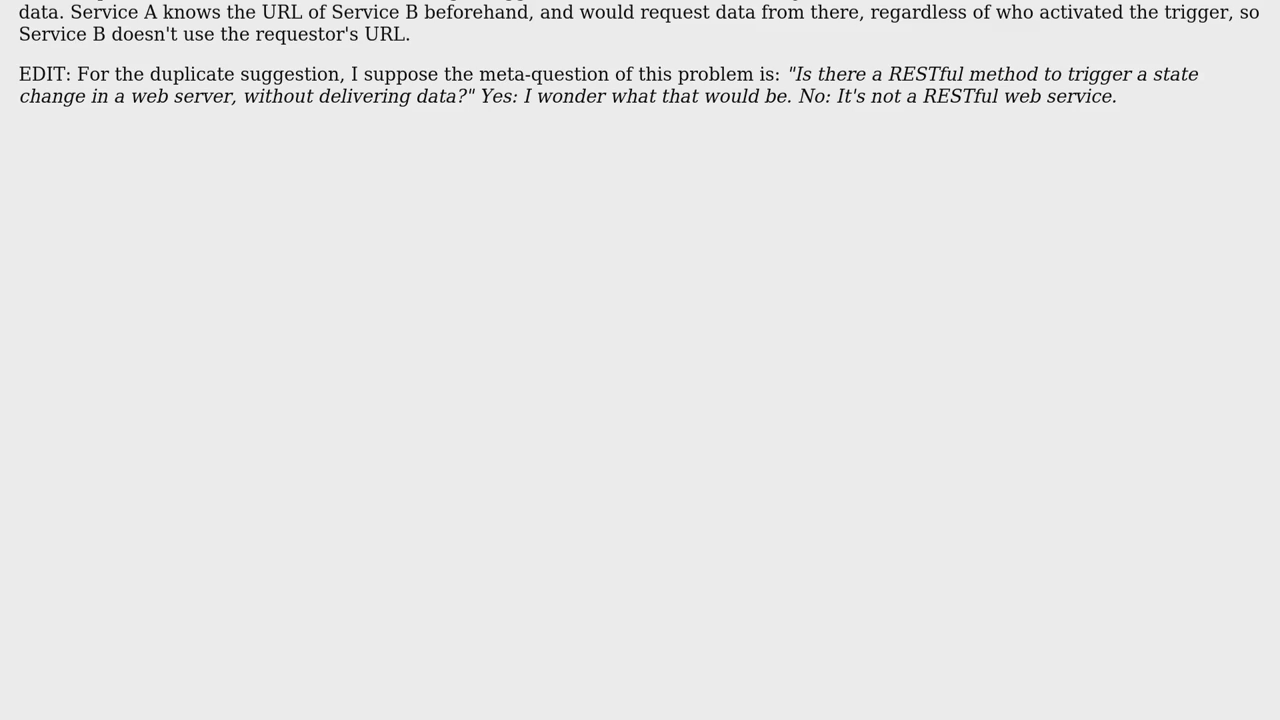 data. Service A knows the URL of Service B beforehand, and would request data from there, regardless of who activated the trigger, so
Service B doesn't use the requestor's URL.
EDIT: For the duplicate suggestion, I suppose the meta-question of this problem is: "Is there a RESTful method to trigger a state
change in a web server, without delivering data?" Yes: I wonder what that would be. No: It's not a RESTful web service.